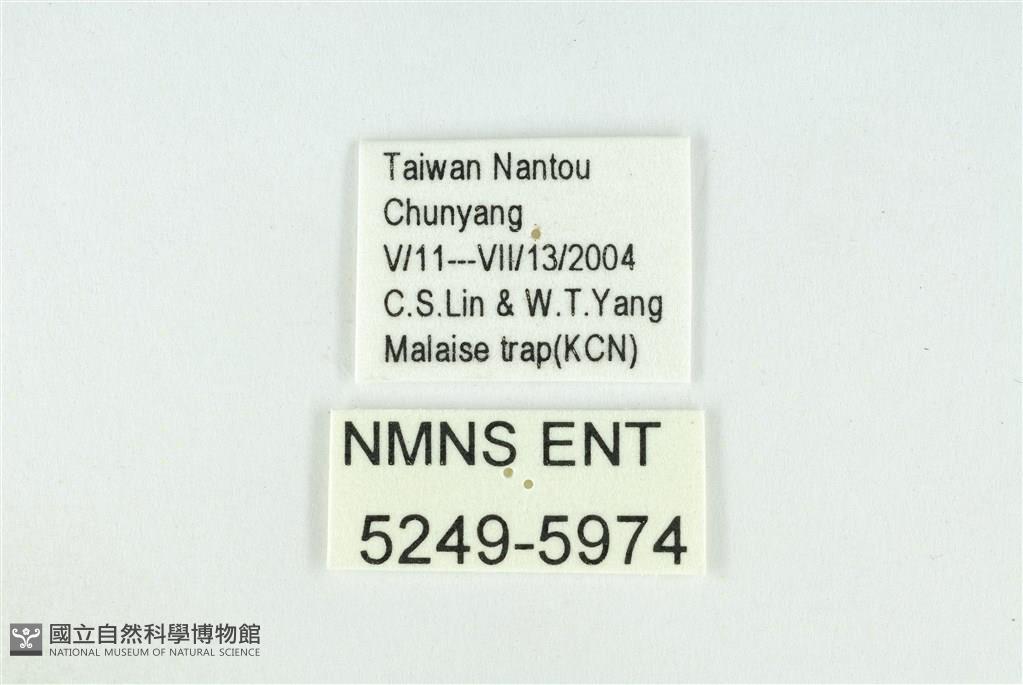 Taiwan Nantou
Chunyang
V/11---VII/13/2004
C.S.Lin & W.T.Yang
Malaise trap(KCN)
NMNS ENT
5249-5974
國立自然科學博物館
NATIONAL MUSEUM OF NATURAL SCIENCE